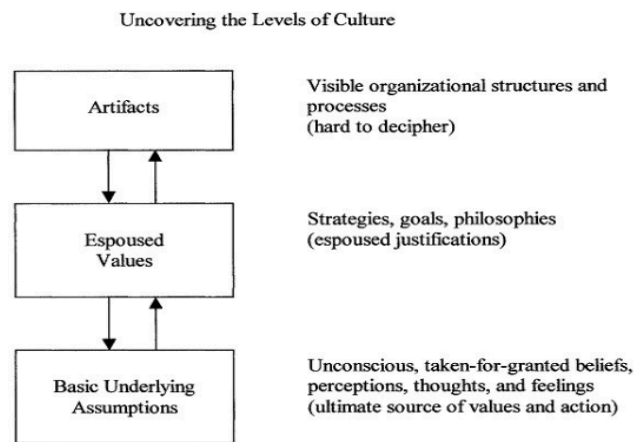 Uncovering the Levels of Culture
Artifacts
Visible organizational structures and
processes
(hard to decipher)
Espoused
Values
Strategies, goals, philosophies
(espoused justifications)
Basic Underlying
Assumptions
Unconscious, taken-for-granted beliefs,
perceptions, thoughts, and feelings
(ultimate source of values and action)